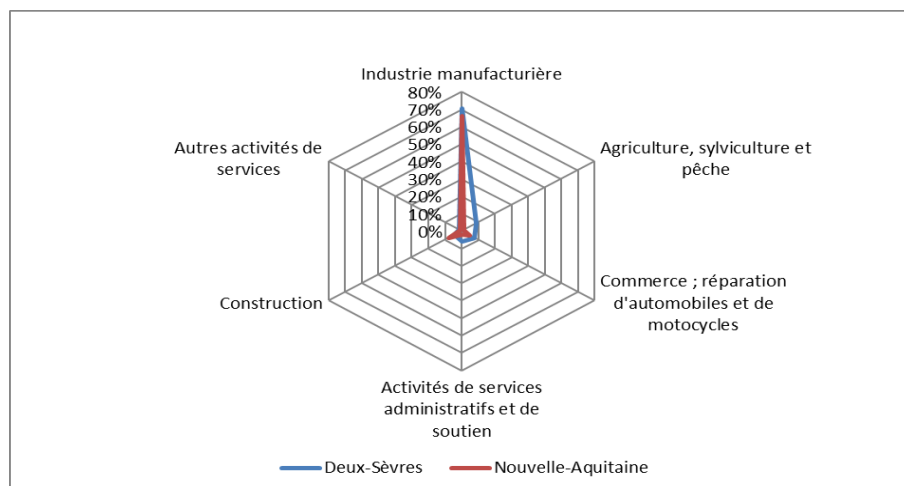 Industrie manufacturière
80%
70%
60%
50%
40%
30%
20%
10%
0%
Autres activités de
services
Agriculture, sylviculture et
pêche
Construction
Commerce ; réparation
d'automobiles et de
motocycles
Activités de services
administratifs et de
soutien
Deux-Sèvres
Nouvelle-Aquitaine